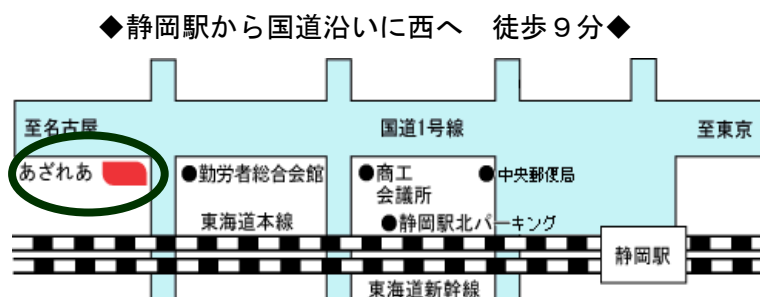 ◆静岡駅から国道沿いに西へ　徒歩９分◆
至名古屋
国道1号線
至東京
あざれあ
●勤労者総合会館
●商工
会議所
●中央郵便局
東海道本線
●静岡駅北パーキング
静岡駅
東海道新幹線